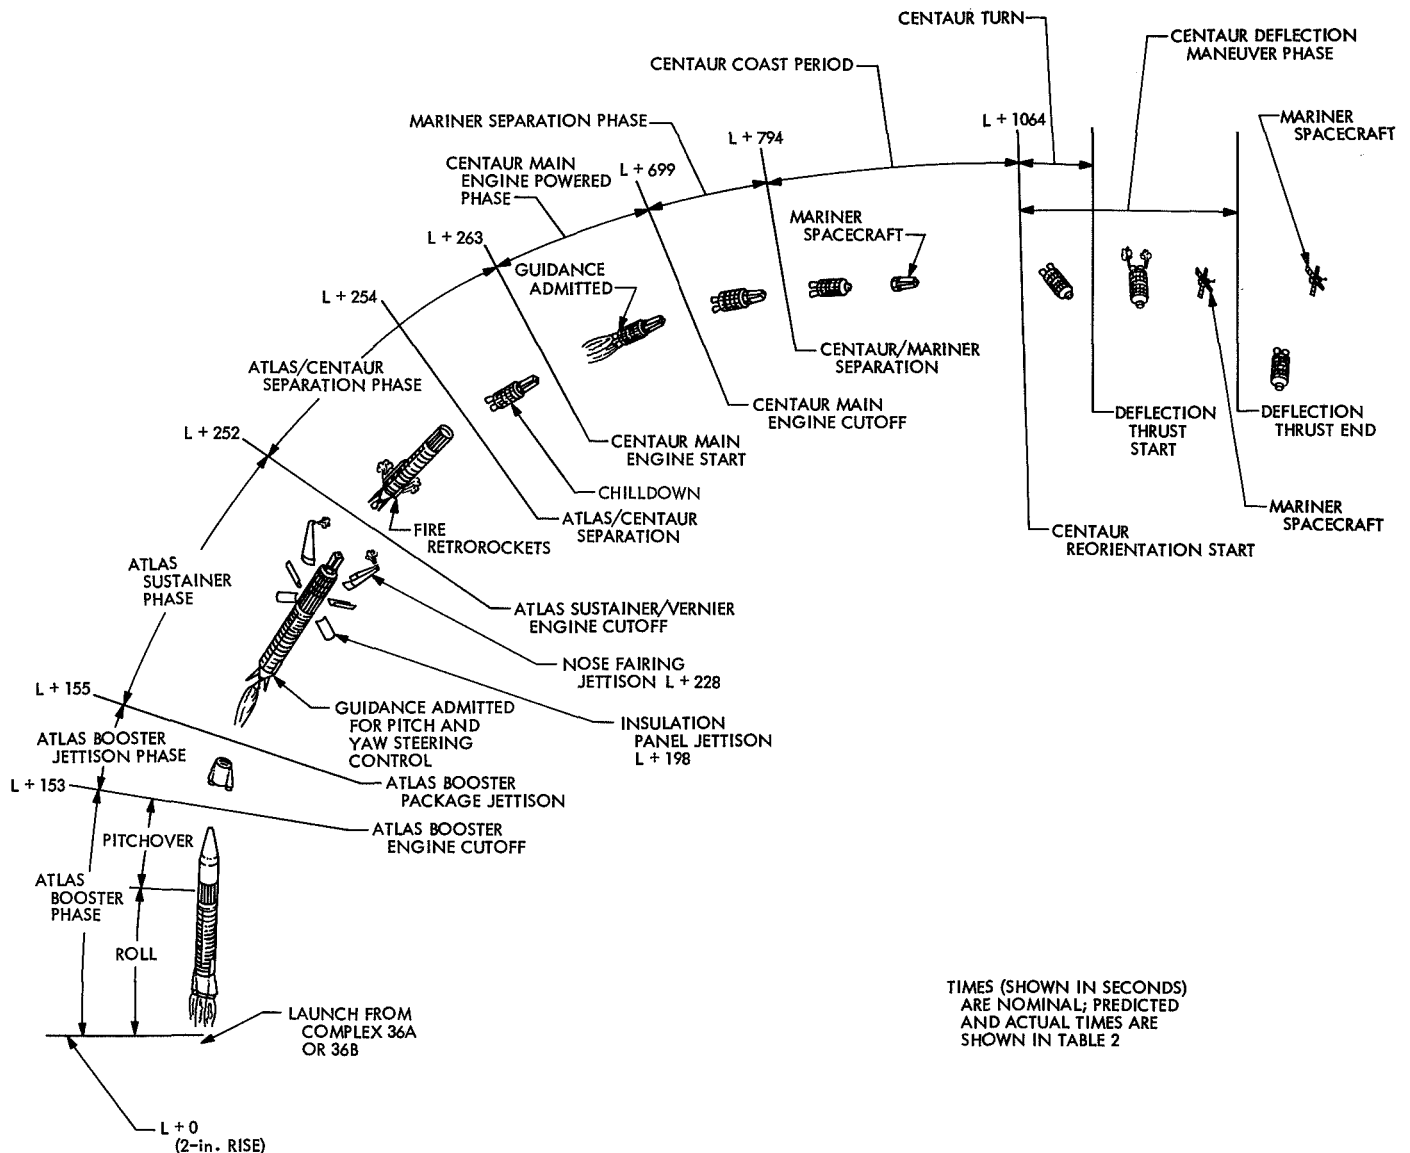 CENTAUR TURN
CENTAUR DEFLECTION
MANEUVER PHASE
CENTAUR COAST PERIOD
MARINER SEPARATION PHASE
L + 1064
MARINER
SPACECRAFT
L + 794
CENTAUR MAIN
ENGINE POWERED
PHASE
L + 699
MARINER
SPACECRAFT
L + 263
GUIDANCE
ADMITTED
L + 254
CENTAUR/MARINER
SEPARATION
ATLAS/CENTAUR
SEPARATION PHASE
CENTAUR MAIN
ENGINE CUTOFF
DEFLECTION
THRUST
START
DEFLECTION
THRUST END
L + 252
CENTAUR MAIN
ENGINE START
CHILLDOWN
MARINER
SPACECRAFT
ATLAS/CENTAUR
SEPARATION
FIRE
RETROROCKETS
CENTAUR
REORIENTATION START
ATLAS
SUSTAINER
PHASE
ATLAS SUSTAINER/VERNIER
ENGINE CUTOFF
NOSE FAIRING
JETTISON L + 228
L + 155
GUIDANCE ADMITTED
FOR PITCH AND
YAW STEERING
CONTROL
INSULATION
PANEL JETTISON
L + 198
ATLAS BOOSTER
JETTISON PHASE
L + 153
ATLAS BOOSTER
PACKAGE JETTISON
ATLAS BOOSTER
ENGINE CUTOFF
PITCHOVER
ATLAS
BOOSTER
PHASE
ROLL
TIMES (SHOWN IN SECONDS)
ARE NOMINAL; PREDICTED
AND ACTUAL TIMES ARE
SHOWN IN TABLE 2
LAUNCH FROM
COMPLEX 36A
OR 36B
L + 0
(2-in. RISE)